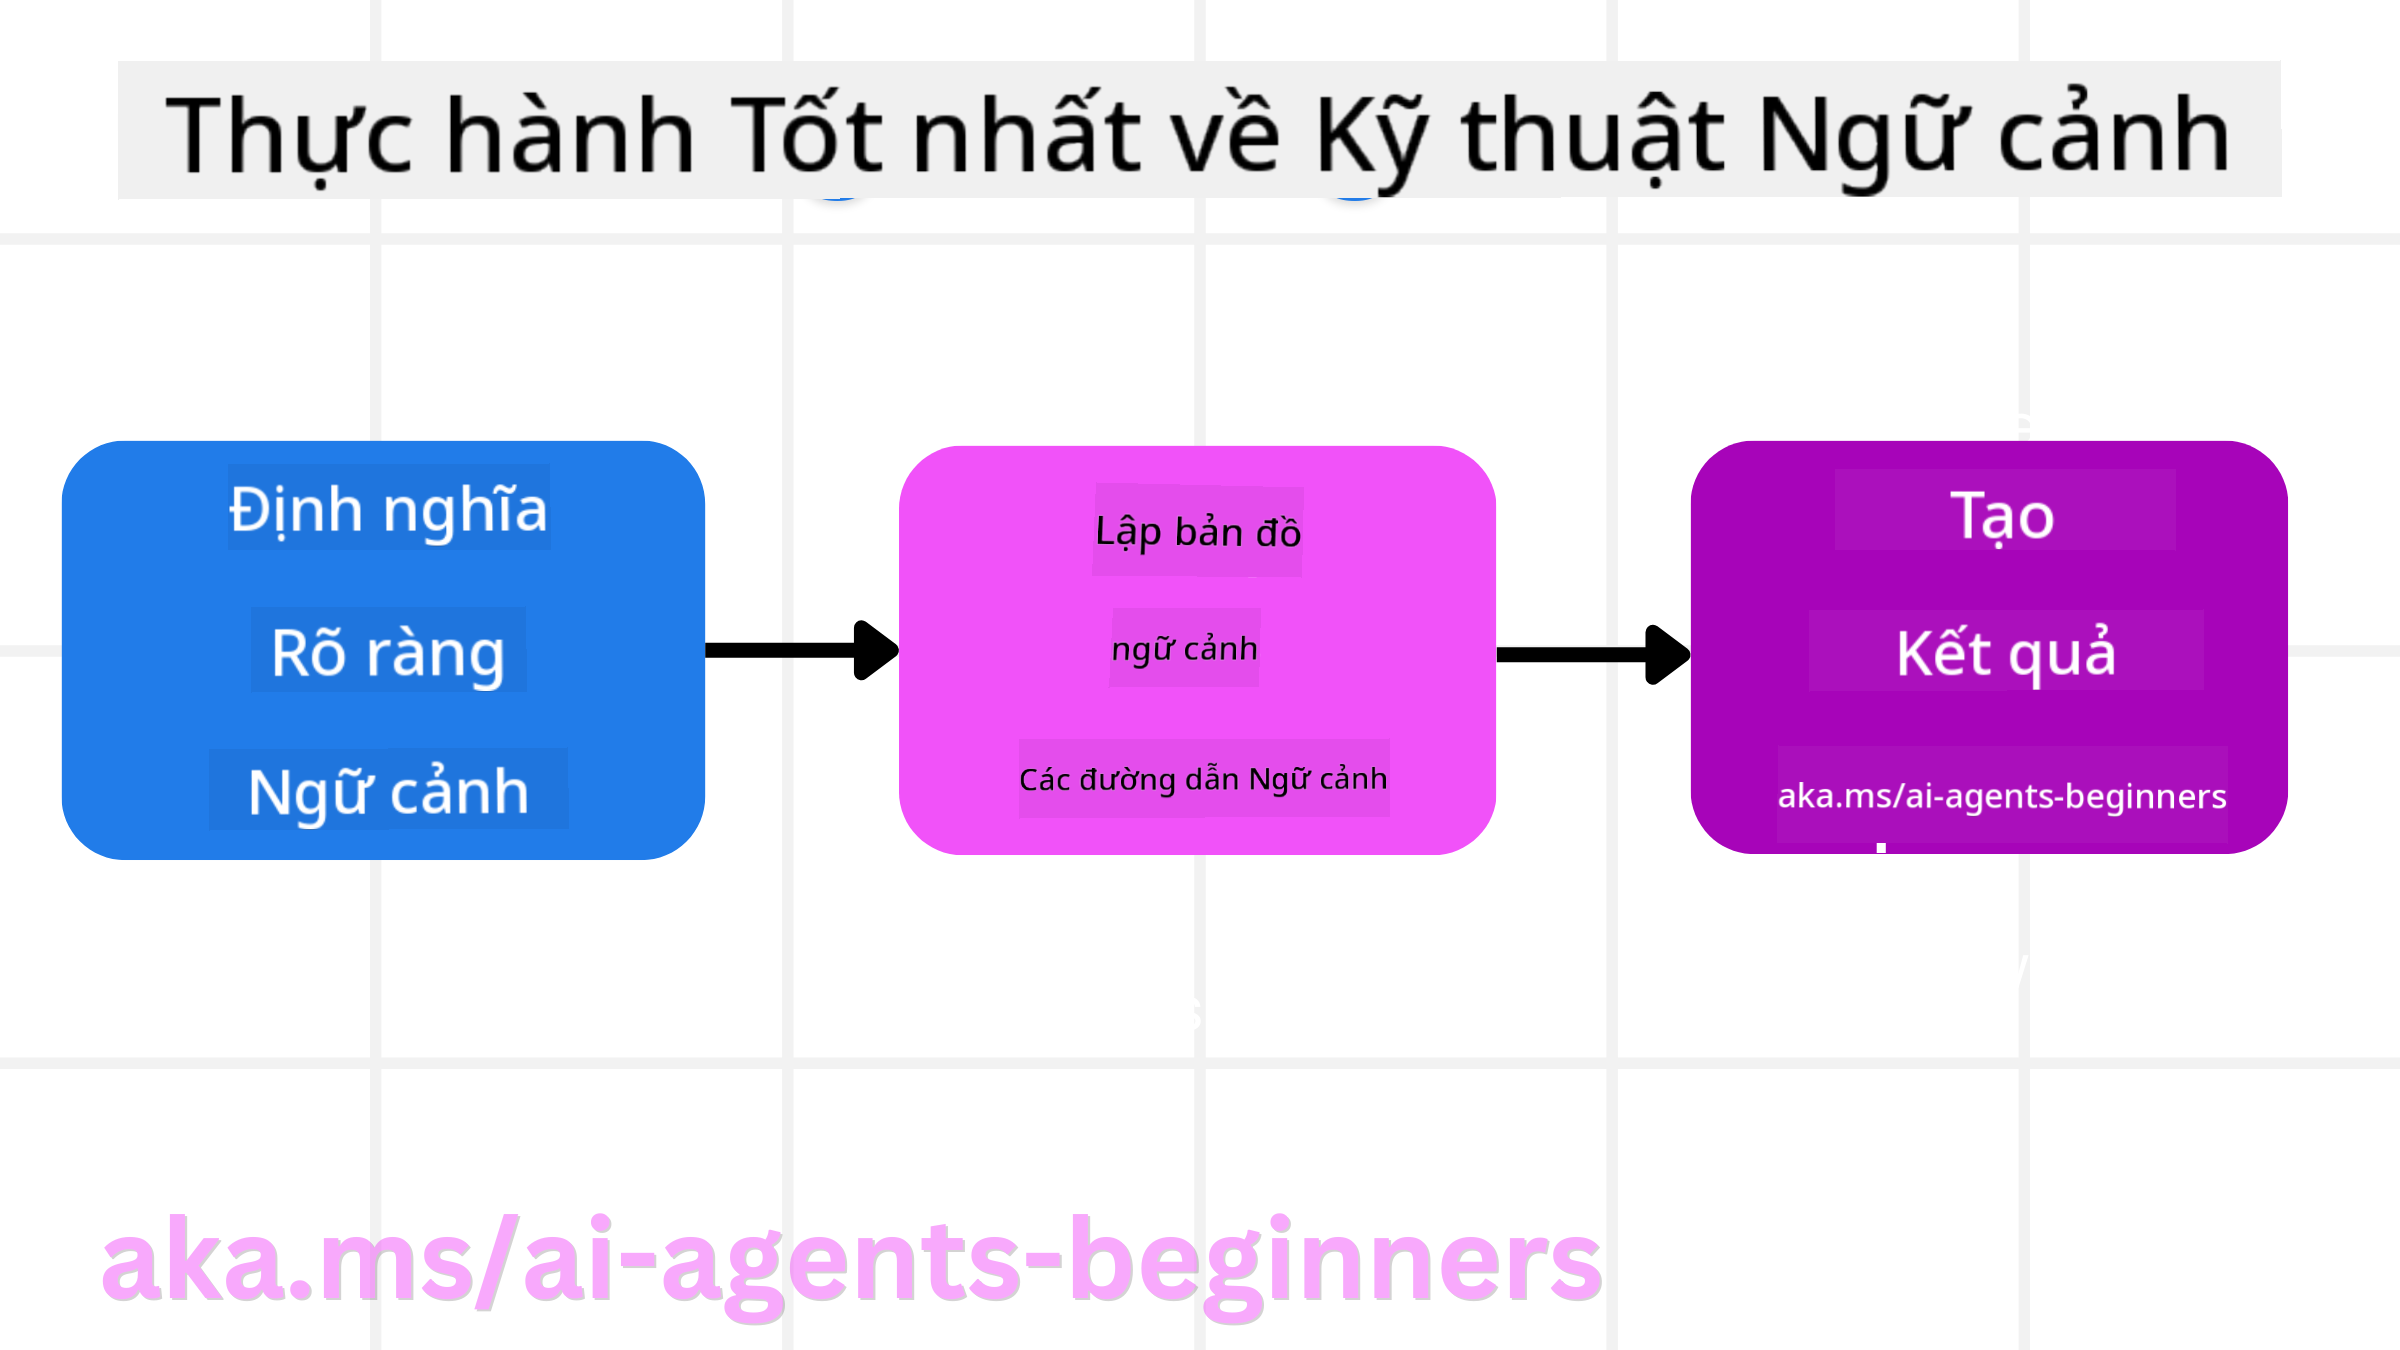 Thực hành Tốt nhất về Kỹ thuật Ngữ cảnh
Định nghĩa
Rõ ràng
Ngữ cảnh
Lập bản đồ
ngữ cảnh
Các đường dẫn Ngữ cảnh
Tạo
Kết quả
aka.ms/ai-agents-beginners
aka.ms/ai-agents-beginners